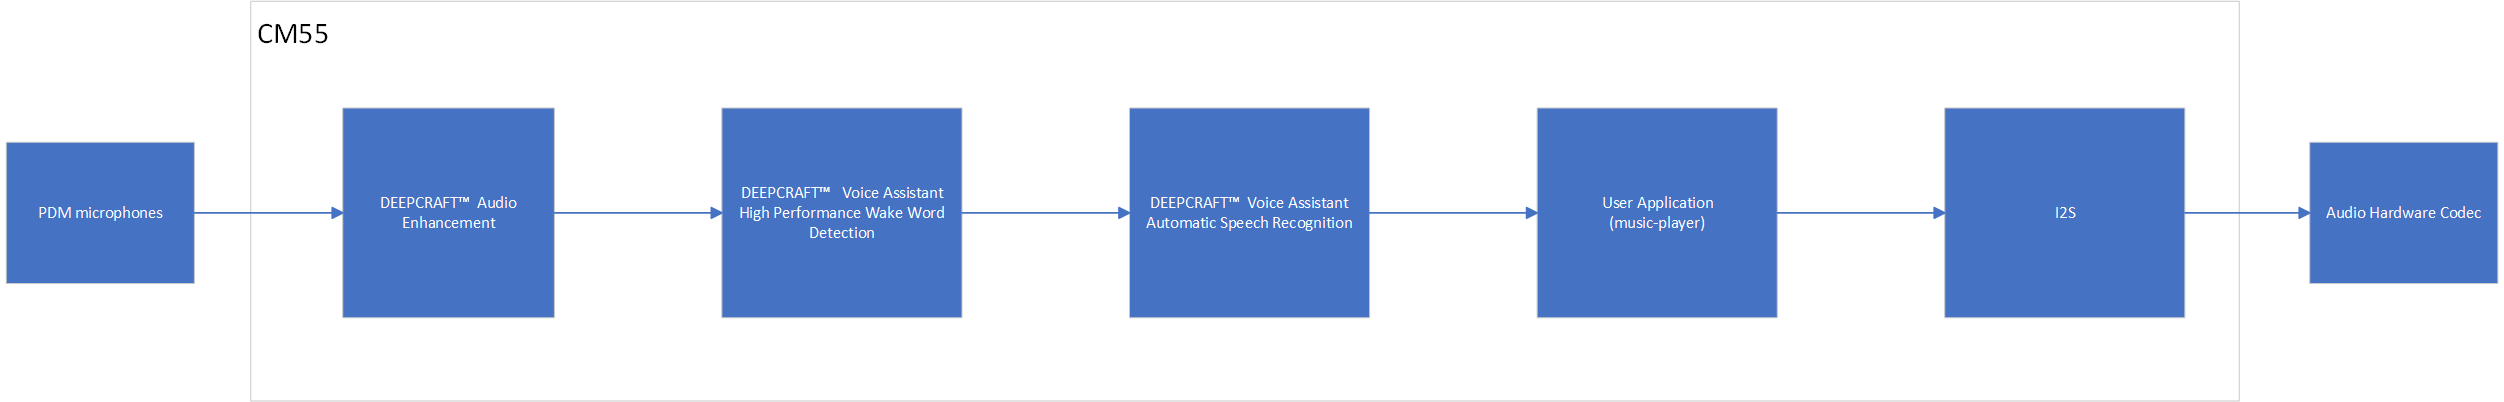 CM55
PDM microphones
DEEPCRAFT™ Audio
Enhancement
DEEPCRAFT™ Voice Assistant
High Performance Wake Word
Detection
DEEPCRAFT™ Voice Assistant
Automatic Speech Recognition
User Application
(music-player)
I2S
Audio Hardware Codec